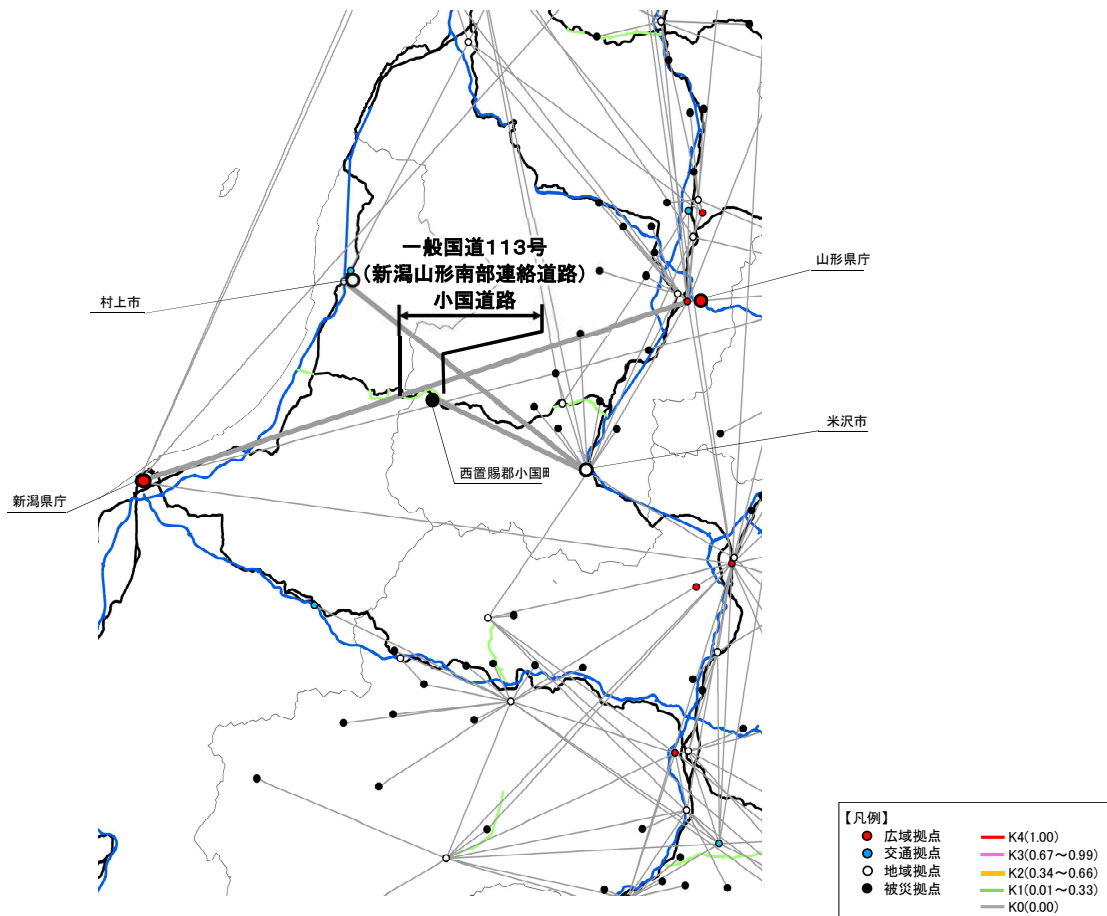 一般国道113号
(新潟山形南部連絡道路)
小国道路
山形県庁
村上市
米沢市
西置賜郡小国町
新潟県庁
【凡例】
広域拠点
交通拠点
地域拠点
被災拠点
K4(1.00)
K3(0.67～0.99)
K2(0.34～0.66)
K1(0.01～0.33)
K0(0.00)